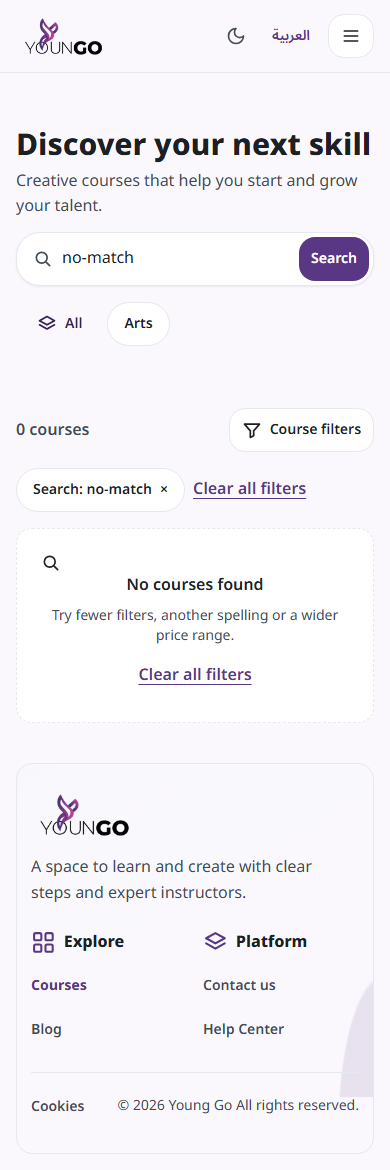 YOUNGO
العربية
Discover your next skill
Creative courses that help you start and grow
your talent.
no-match
Search
All
Arts
0 courses
Course filters
Search: no-match ×
Clear all filters
No courses found
Try fewer filters, another spelling or a wider
price range.
Clear all filters
YOUNGO
A space to learn and create with clear
steps and expert instructors.
Explore
Platform
Courses
Contact us
Blog
Help Center
Cookies
© 2026 Young Go All rights reserved.